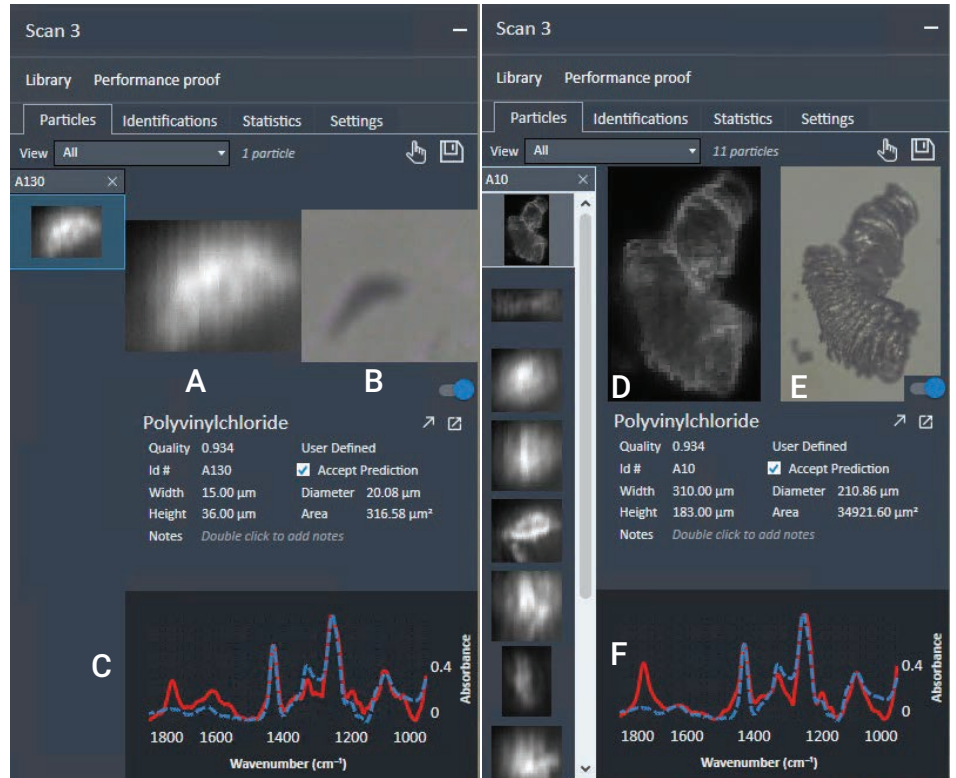 Scan 3
Library Performance proof
Particles Identifications Statistics Settings
View All 1 particle
A130
A
B
Polyvinylchloride
Quality 0.934 User Defined
Id # A130 Accept Prediction
Width 15.00 µm Diameter 20.08 µm
Height 36.00 µm Area 316.58 µm²
Notes Double click to add notes
C
0.4
0
Absorbance
1800 1600 1400 1200 1000
Wavenumber (cm⁻¹)
Scan 3
Library Performance proof
Particles Identifications Statistics Settings
View All 11 particles
A10
D
E
Polyvinylchloride
Quality 0.934 User Defined
Id # A10 Accept Prediction
Width 310.00 µm Diameter 210.86 µm
Height 183.00 µm Area 34921.60 µm²
Notes Double click to add notes
F
0.4
0
Absorbance
1800 1600 1400 1200 1000
Wavenumber (cm⁻¹)